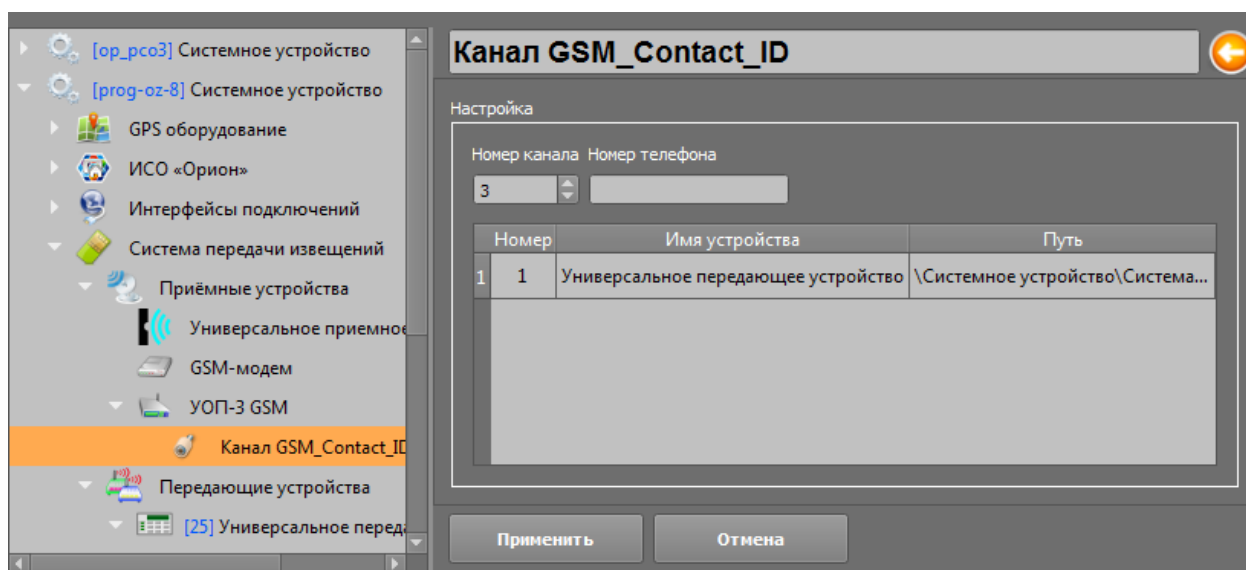 [op_pco3] Системное устройство
[prog-oz-8] Системное устройство
GPS оборудование
ИСО «Орион»
Интерфейсы подключений
Система передачи извещений
Приёмные устройства
Универсальное приемное
GSM-модем
УОП-3 GSM
Канал GSM_Contact_ID
Передающие устройства
[25] Универсальное переда
Канал GSM_Contact_ID
Настройка
Номер канала Номер телефона
3
Номер Имя устройства Путь
1 1 Универсальное передающее устройство \Системное устройство\Система...
Применить Отмена